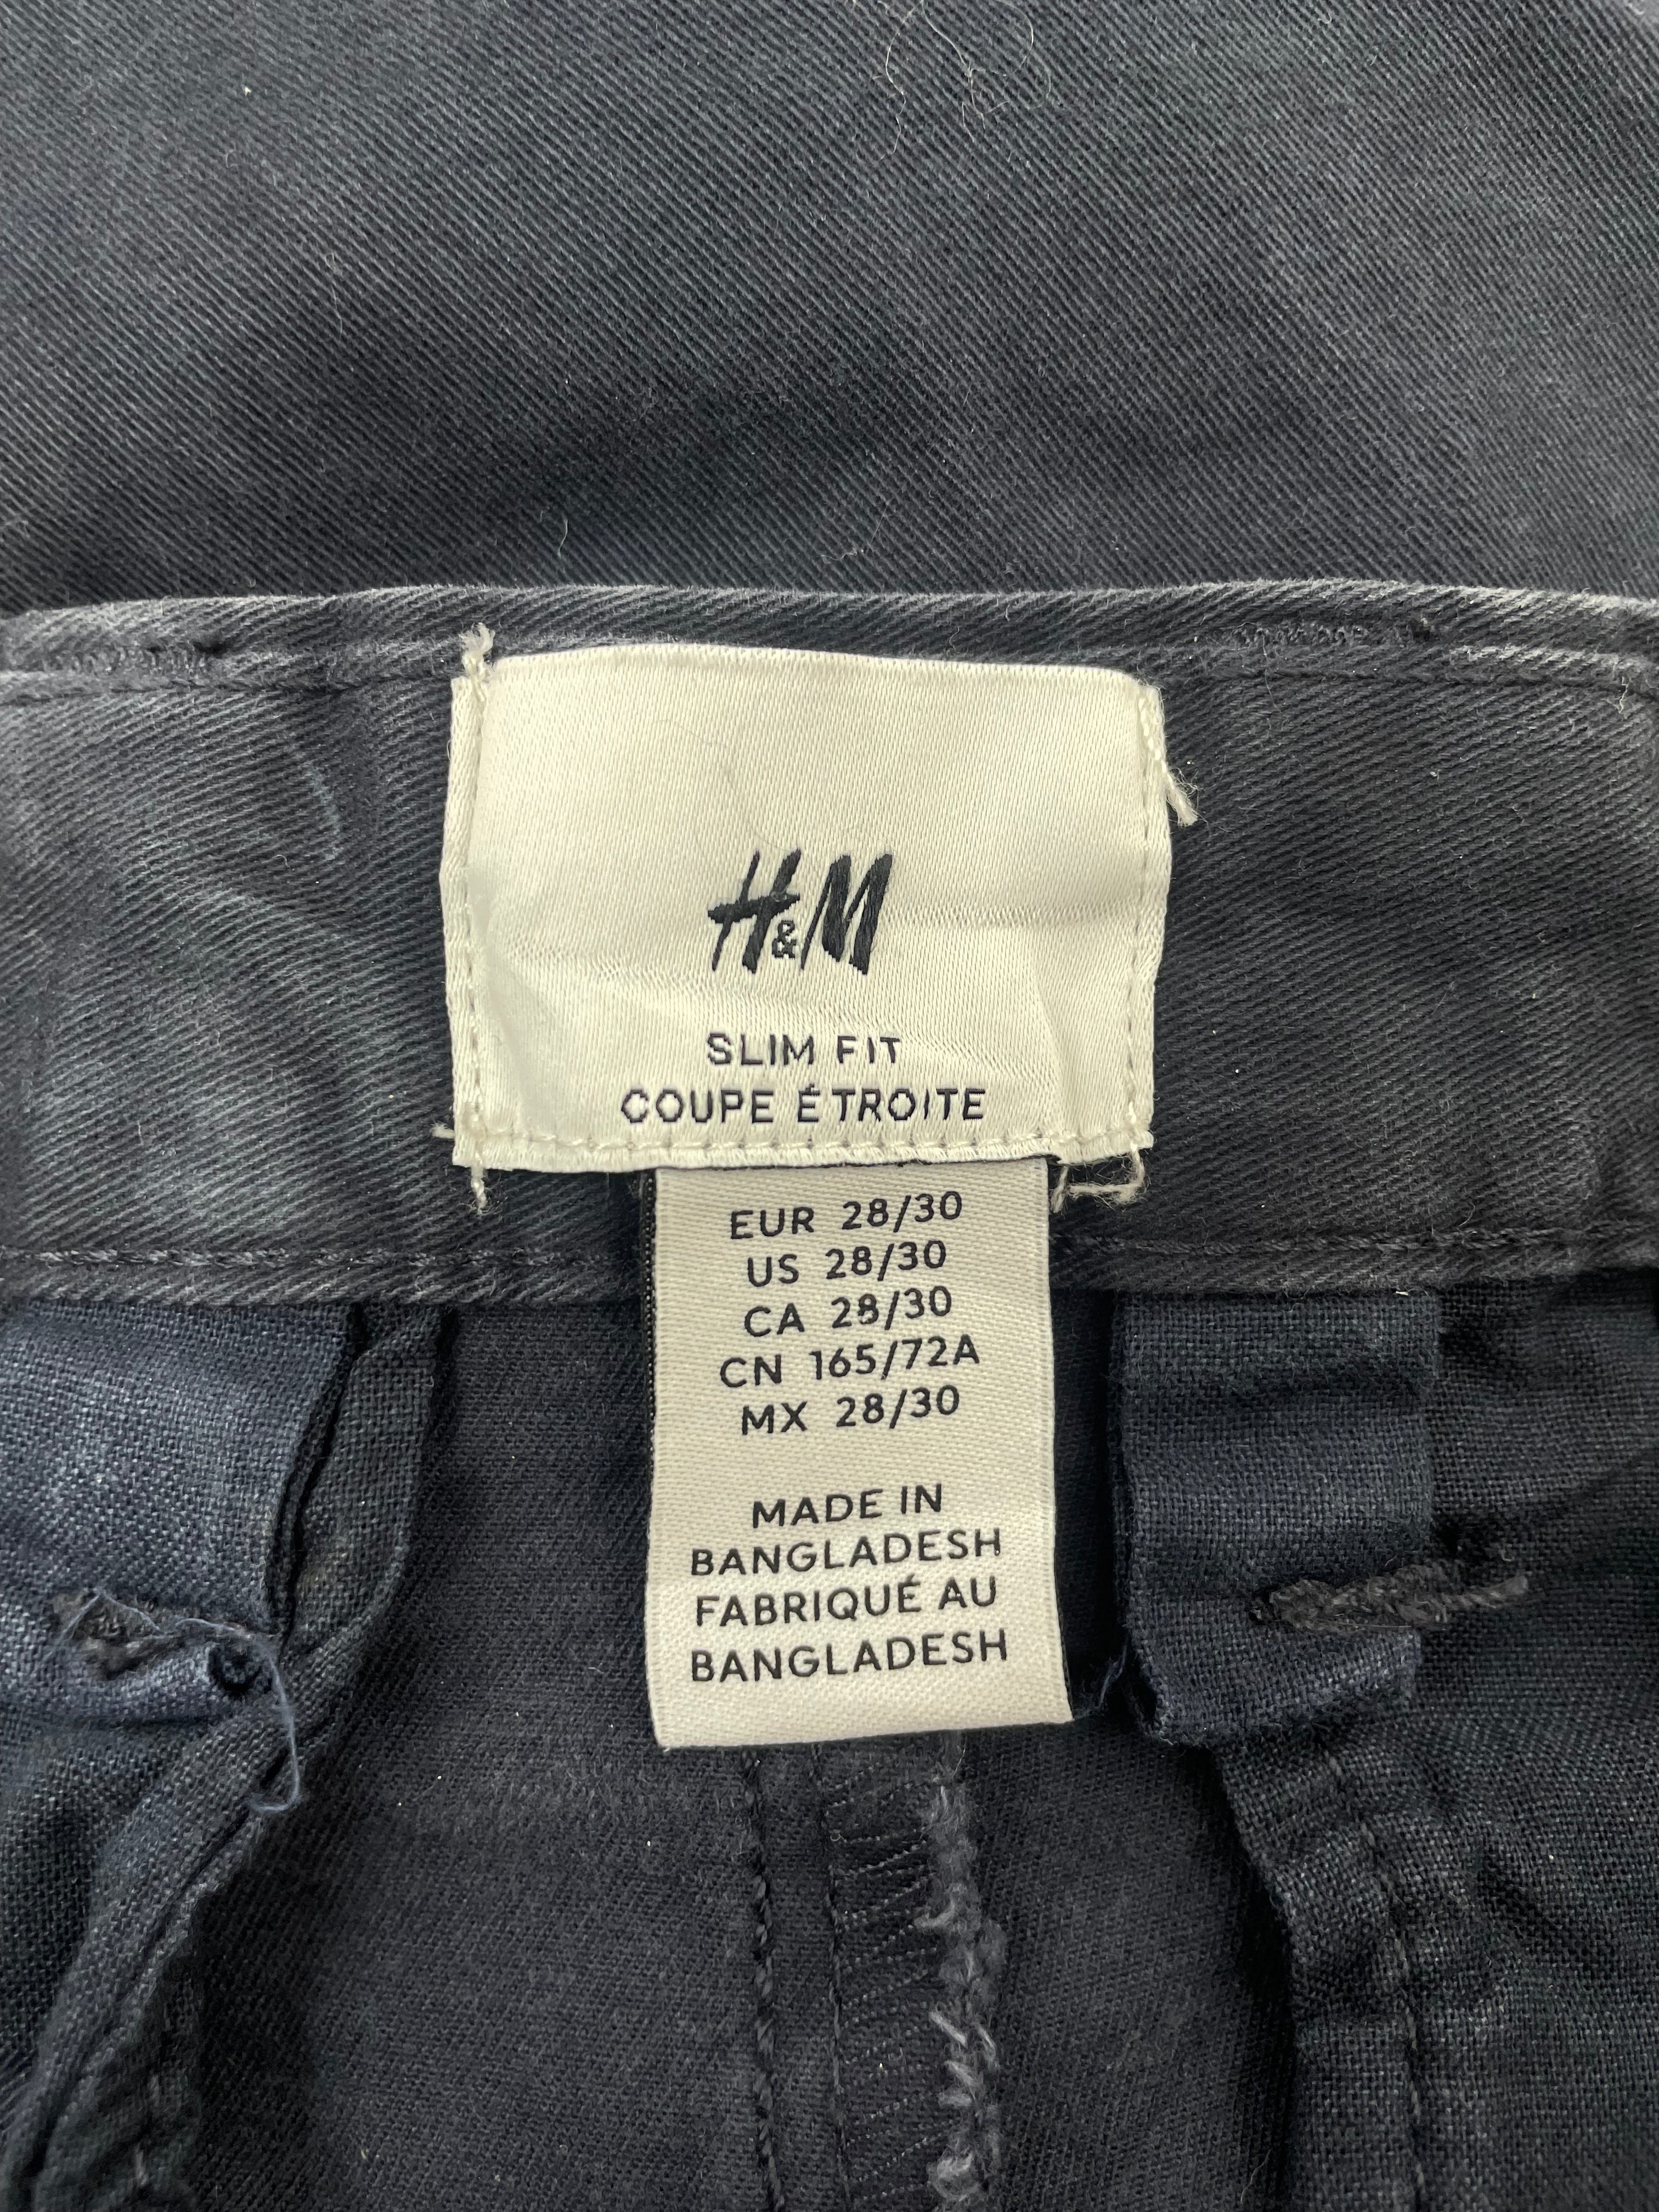 H&M
SLIM FIT
COUPE ÉTROITE
EUR 28/30
US 28/30
CA 28/30
CN 165/72A
MX 28/30
MADE IN
BANGLADESH
FABRIQUÉ AU
BANGLADESH